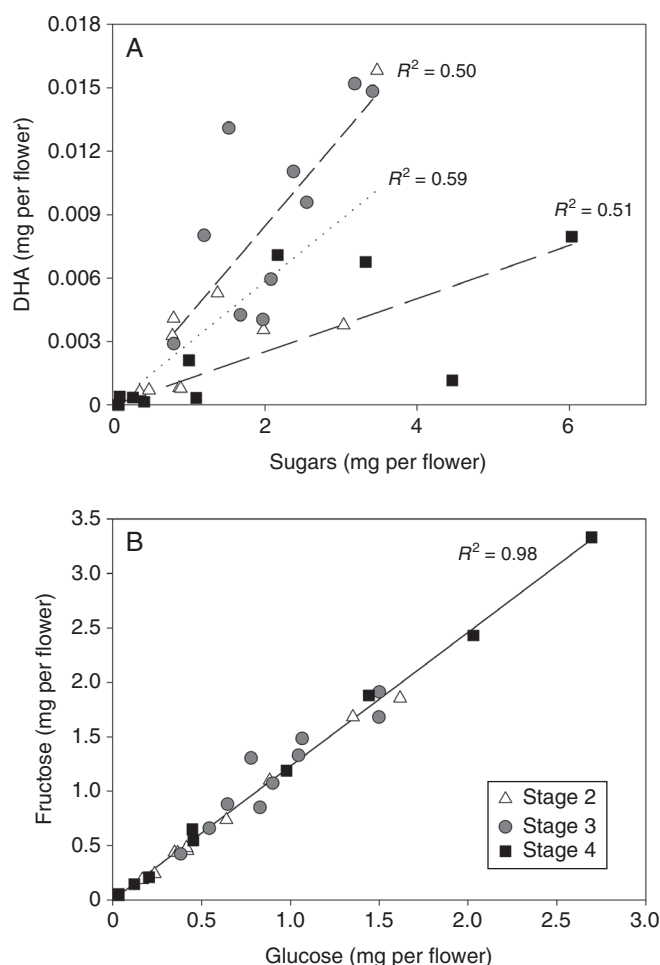 A
0.018
0.015
0.012
0.009
0.006
0.003
0
DHA (mg per flower)
R² = 0.50
R² = 0.59
R² = 0.51
0 2 4 6
Sugars (mg per flower)
B
3.5
3.0
2.5
2.0
1.5
1.0
0.5
0
Fructose (mg per flower)
R² = 0.98
Stage 2
Stage 3
Stage 4
0 0.5 1.0 1.5 2.0 2.5 3.0
Glucose (mg per flower)